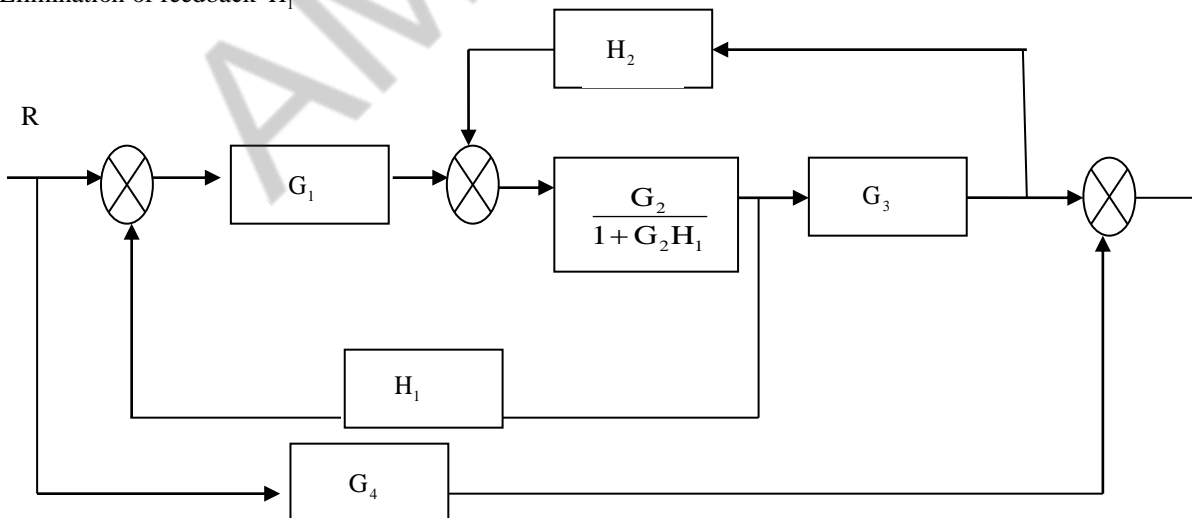 Elimination of feedback 'H₁'
H₂
R
G₁
G₂
1 + G₂H₁
G₃
H₁
G₄